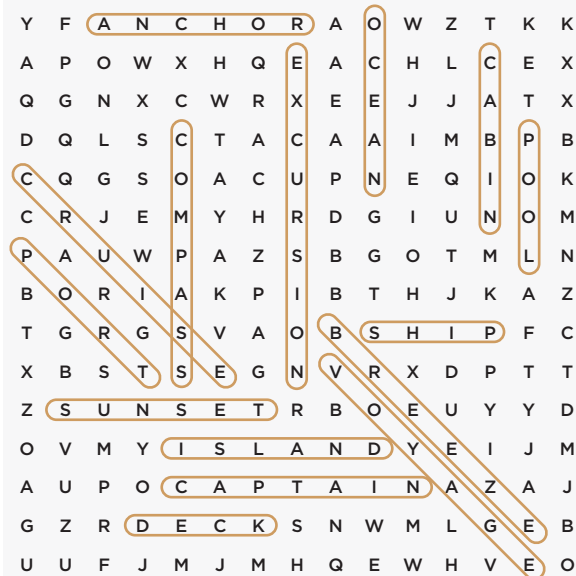 Y F A N C H O R A O W Z T K K
A P O W X H Q E A C H L C E X
Q G N X C W R X E E J J A T X
D Q L S C T A C A A I M B P B
C Q G S O A C U P N E Q I O K
C R J E M Y H R D G I U N O M
P A U W P A Z S B G O T M L N
B O R I A K P I B T H J K A Z
T G R G S V A O B S H I P F C
X B S T S E G N V R X D P T T
Z S U N S E T R B O E U Y Y D
O V M Y I S L A N D Y E I J M
A U P O C A P T A I N A Z A J
G Z R D E C K S N W M L G E B
U U F J M J M H Q E W H V E O